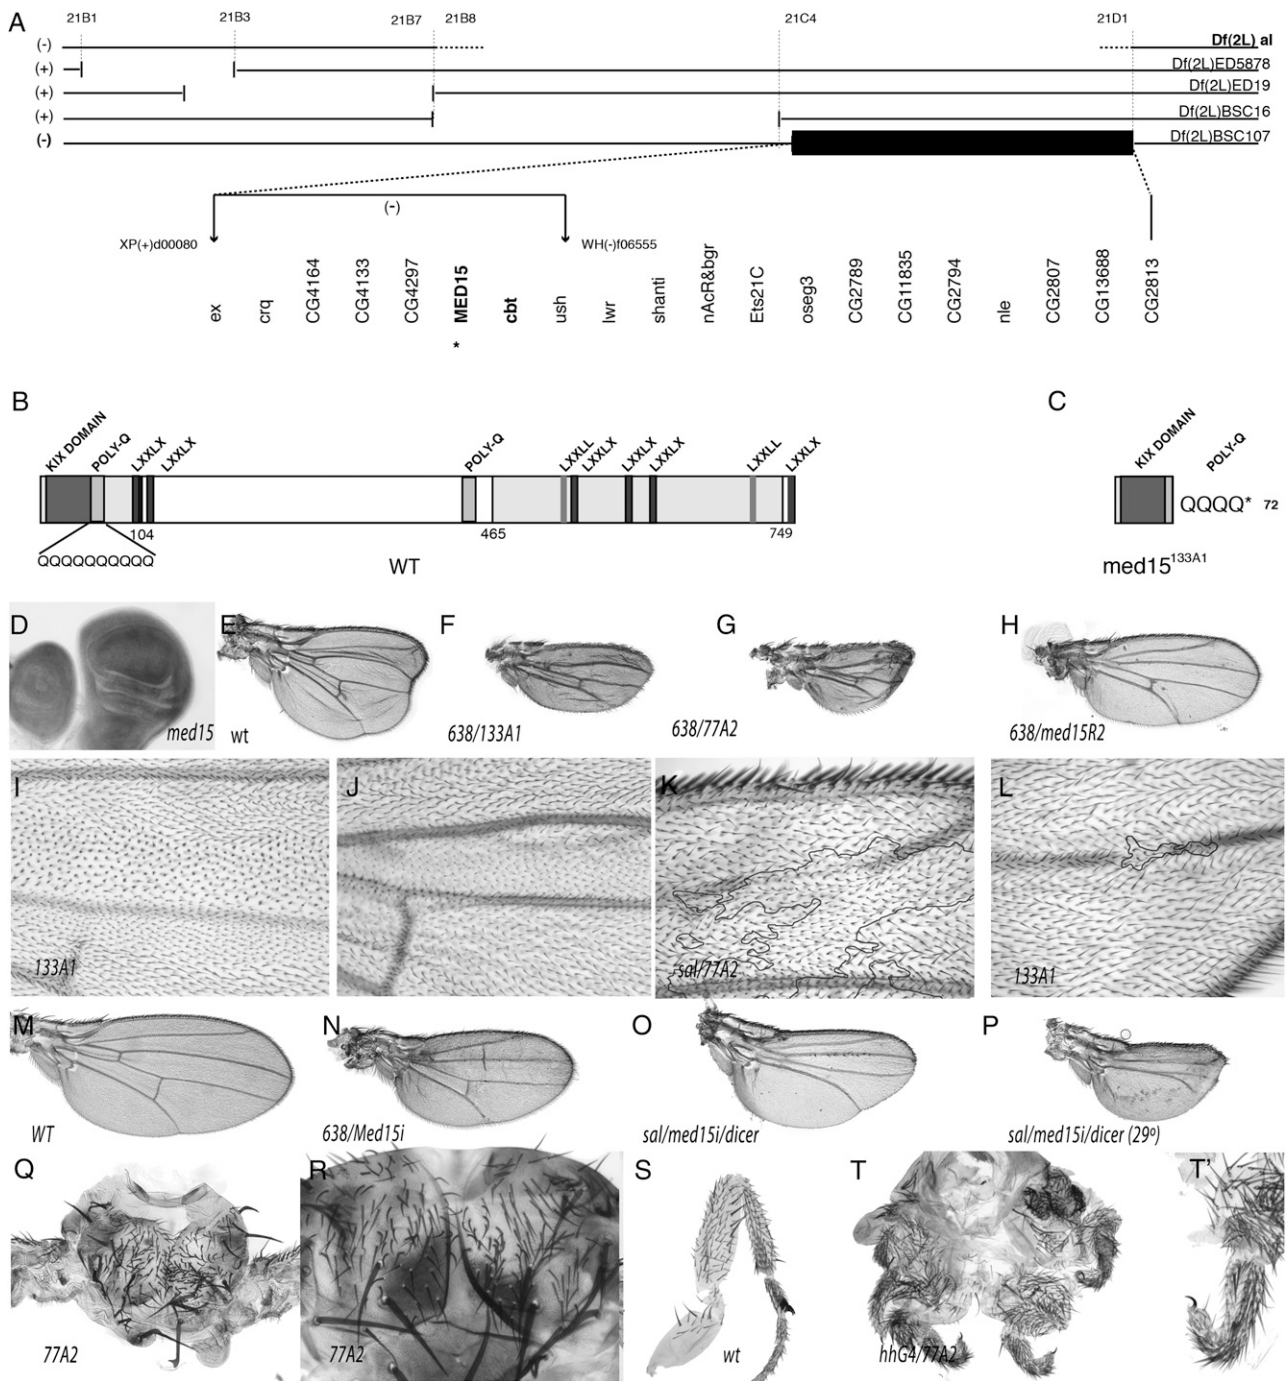 A
21B1 21B3 21B7 21B8 21C4 21D1
(-) Df(2L) al
(+) Df(2L)ED5878
(+) Df(2L)ED19
(+) Df(2L)BSC16
(-) Df(2L)BSC107
(-)
XP(+)d00080 WH(-)f06555
ex crq CG4164 CG4133 CG4297 MED15 cbt ush lwr shanti nAcR&bgr Ets21C oseg3 CG2789 CG11835 CG2794 nle CG2807 CG13688 CG2813
*
B C
KIX DOMAIN POLY-Q LXXLX LXXLX POLY-Q LXXLL LXXLX LXXLX LXXLX LXXLL LXXLX KIX DOMAIN POLY-Q
QQQQ* 72
104 465 749
QQQQQQQQQQ WT med15133A1
D E F G H
med15 wt 638/133A1 638/77A2 638/med15R2
I J K L
133A1 sal/77A2 133A1
M N O P
WT 638/Med15i sal/med15i/dicer sal/med15i/dicer (29º)
Q R S T T'
77A2 77A2 wt hhG4/77A2